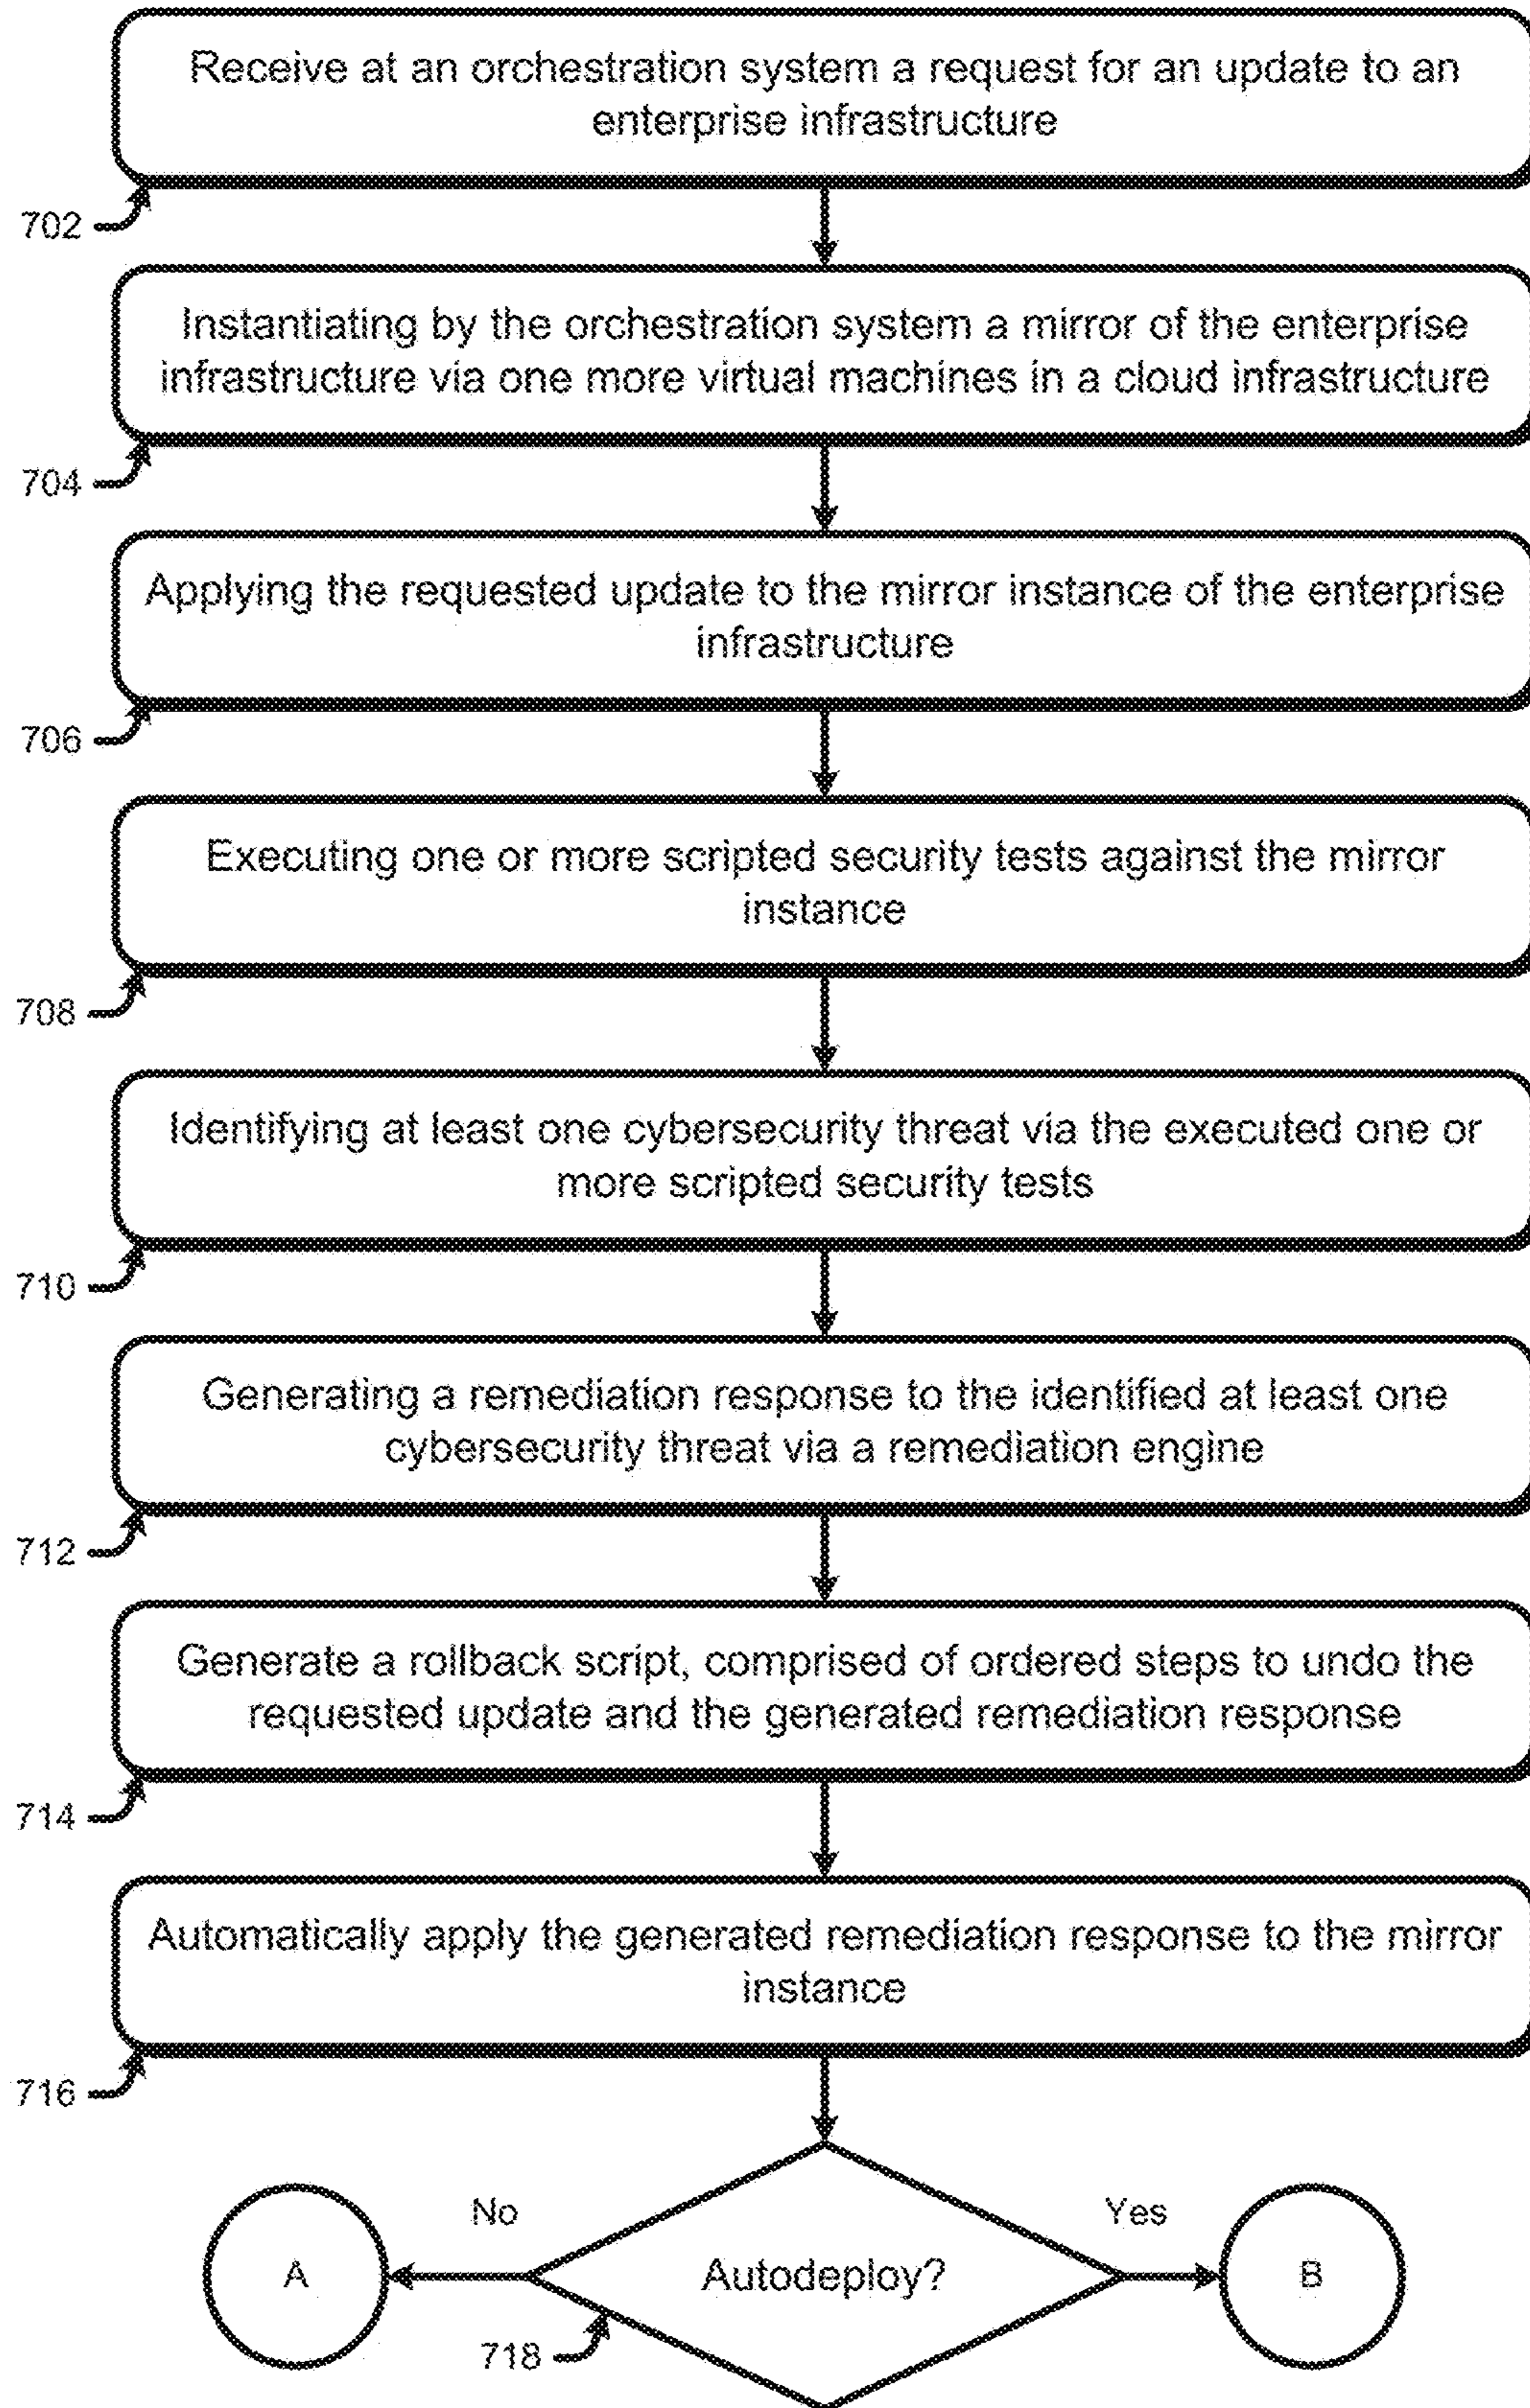 Receive at an orchestration system a request for an update to an
enterprise infrastructure
702
Instantiating by the orchestration system a mirror of the enterprise
infrastructure via one more virtual machines in a cloud infrastructure
704
Applying the requested update to the mirror instance of the enterprise
infrastructure
706
Executing one or more scripted security tests against the mirror
instance
708
Identifying at least one cybersecurity threat via the executed one or
more scripted security tests
710
Generating a remediation response to the identified at least one
cybersecurity threat via a remediation engine
712
Generate a rollback script, comprised of ordered steps to undo the
requested update and the generated remediation response
714
Automatically apply the generated remediation response to the mirror
instance
716
No
Yes
A
Autodeploy?
B
718